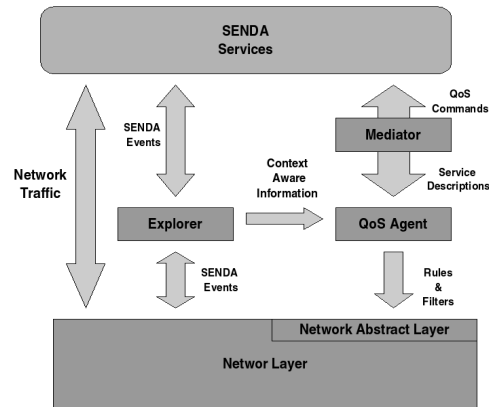 SENDA
Services
QoS
Commands
SENDA
Events
Mediator
Network
Traffic
Context
Aware
Information
Service
Descriptions
Explorer
QoS Agent
SENDA
Events
Rules
&
Filters
Network Abstract Layer
Networ Layer